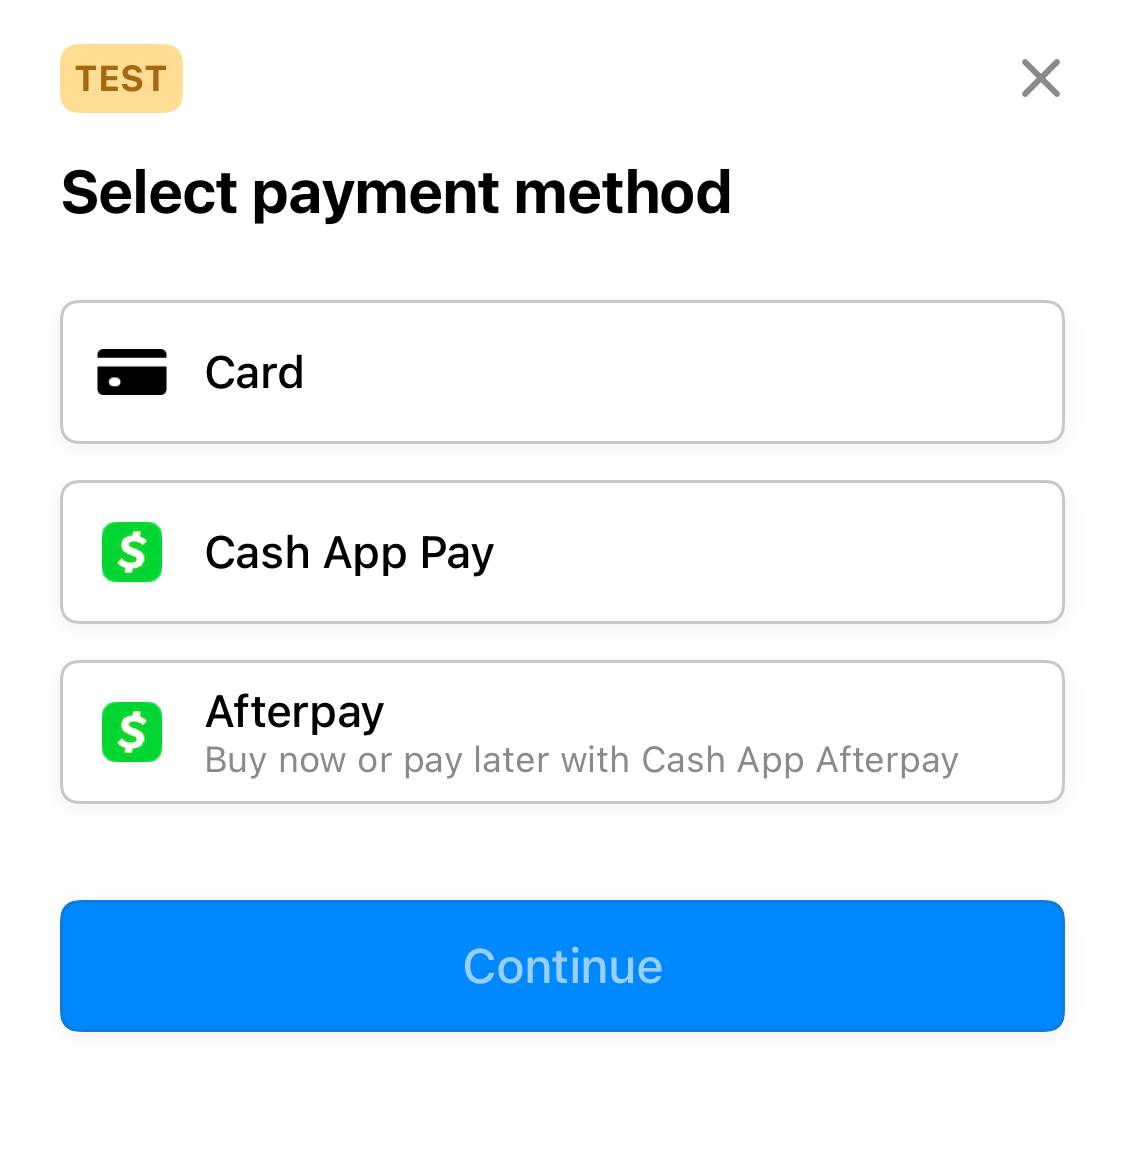 TEST
Select payment method
Card
Cash App Pay
Afterpay
Buy now or pay later with Cash App Afterpay
Continue